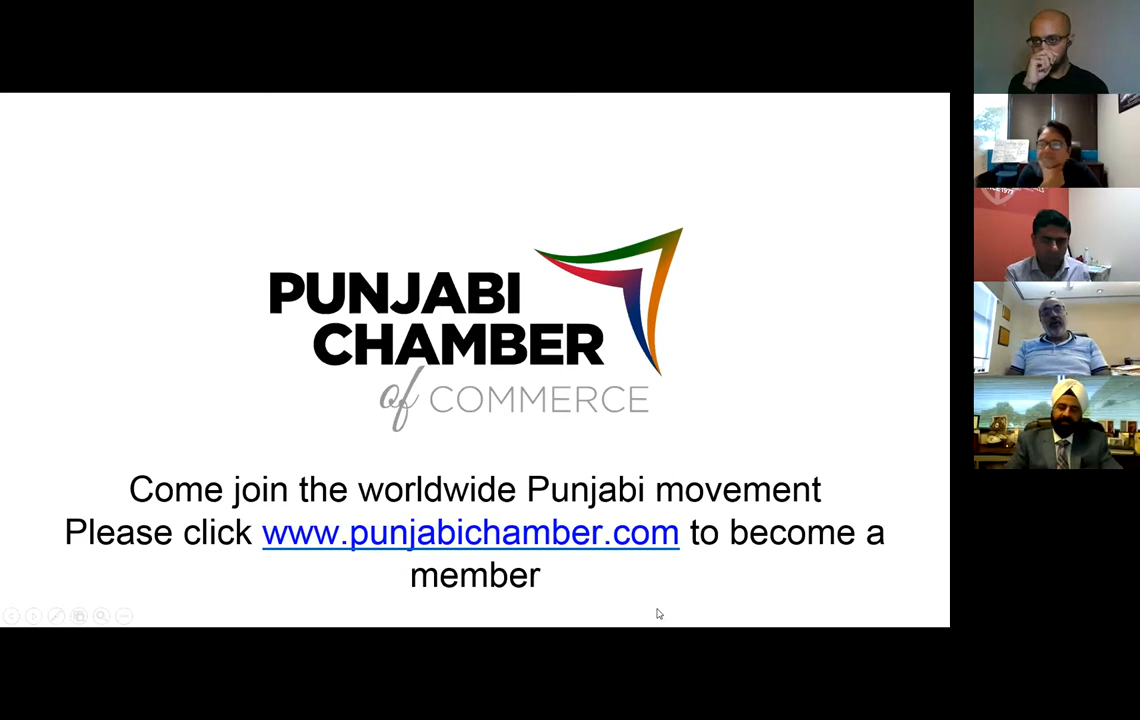 PUNJABI
CHAMBER
of COMMERCE
Come join the worldwide Punjabi movement
Please click www.punjabichamber.com to become a
member